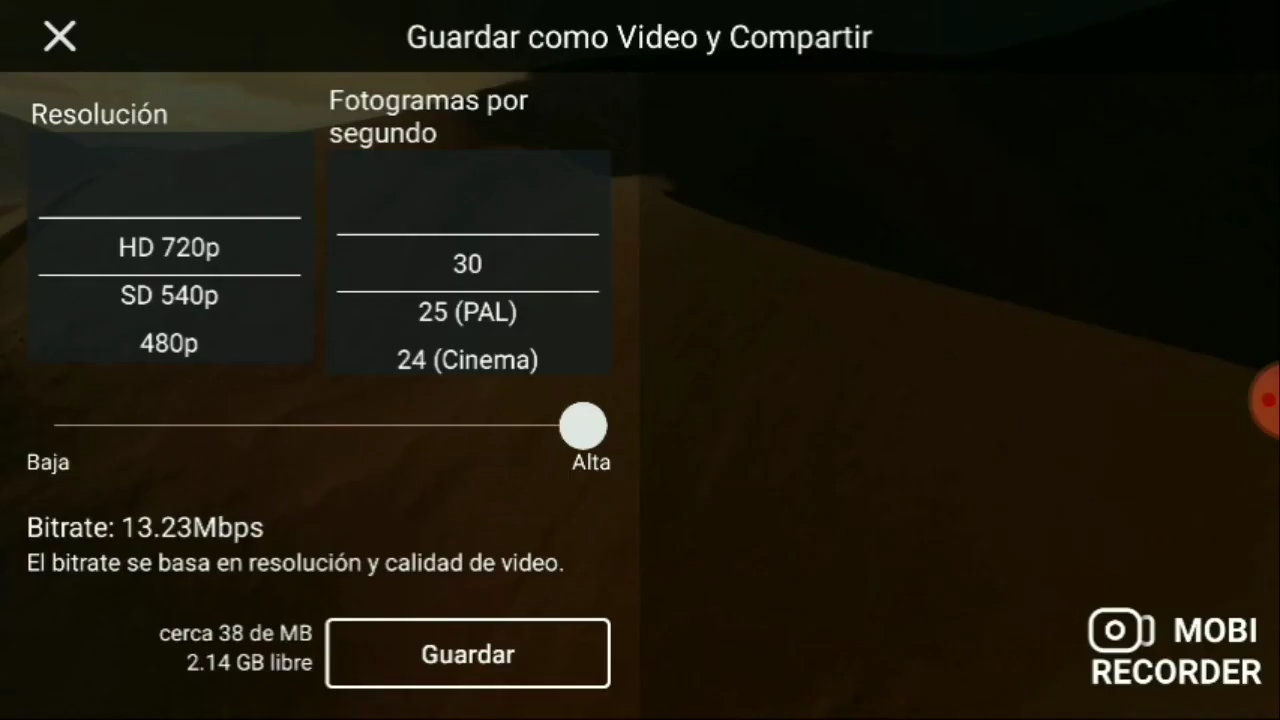 Guardar como Video y Compartir
Resolución
Fotogramas por
segundo
HD 720p
SD 540p
480p
30
25 (PAL)
24 (Cinema)
Baja
Alta
Bitrate: 13.23Mbps
El bitrate se basa en resolución y calidad de video.
cerca 38 de MB
2.14 GB libre
Guardar
MOBI
RECORDER